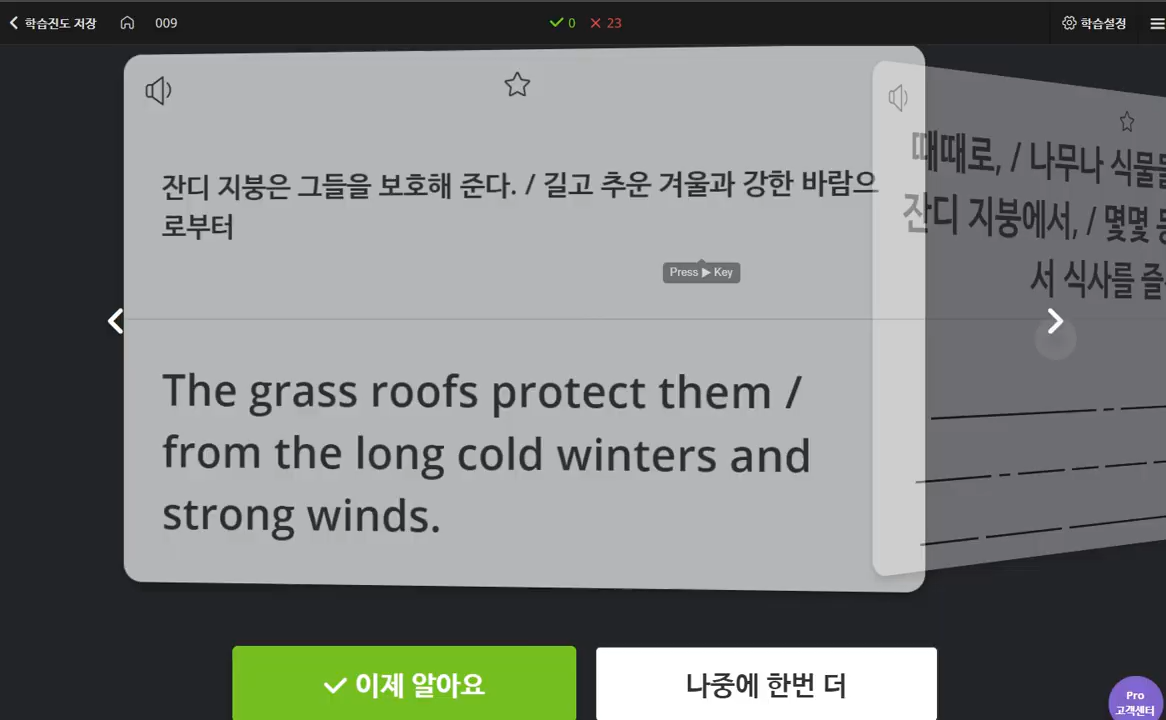 학습진도 저장
009
0
23
학습설정
잔디 지붕은 그들을 보호해 준다. / 길고 추운 겨울과 강한 바람으
로부터
Press ▶ Key
The grass roofs protect them /
from the long cold winters and
strong winds.
때때로, / 나무나 식물들
잔디 지붕에서, / 몇몇
서 식사를
이제 알아요
나중에 한번 더
Pro
고객센터